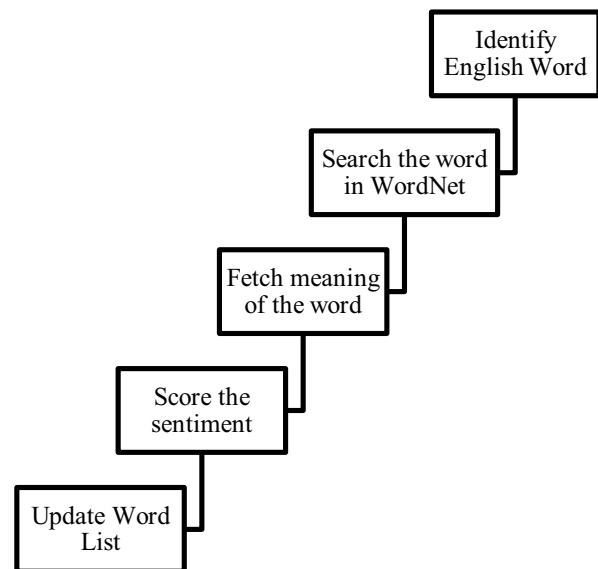 Identify
English Word
Search the word
in WordNet
Fetch meaning
of the word
Score the
sentiment
Update Word
List